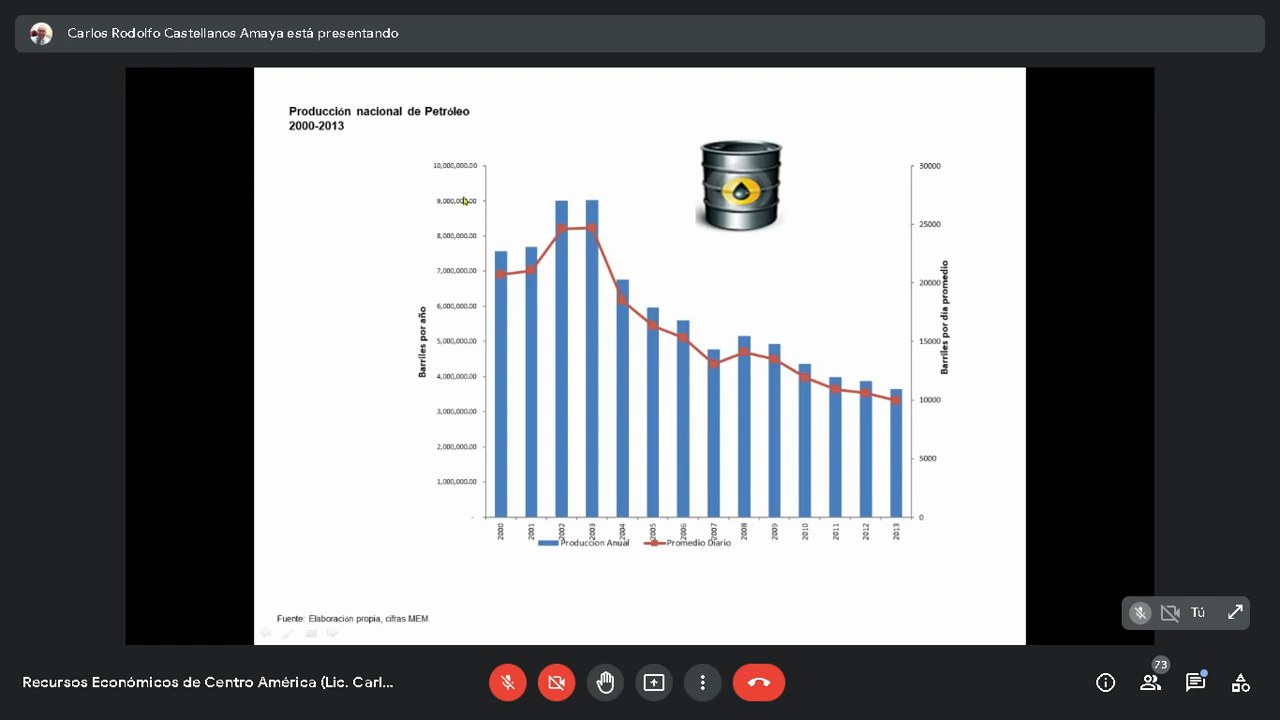 Carlos Rodolfo Castellanos Amaya está presentando
Producción nacional de Petróleo
2000-2013
10,000,000.00
9,000,000.00
8,000,000.00
7,000,000.00
6,000,000.00
5,000,000.00
4,000,000.00
3,000,000.00
2,000,000.00
1,000,000.00
-
Barriles por año
30000
25000
20000
15000
10000
5000
0
Barriles por día promedio
2000 2001 2002 2003 2004 2005 2006 2007 2008 2009 2010 2011 2012 2013
Produccion Anual Promedio Diario
Fuente: Elaboración propia, cifras MEM.
Tú
73
Recursos Económicos de Centro América (Lic. Carl...